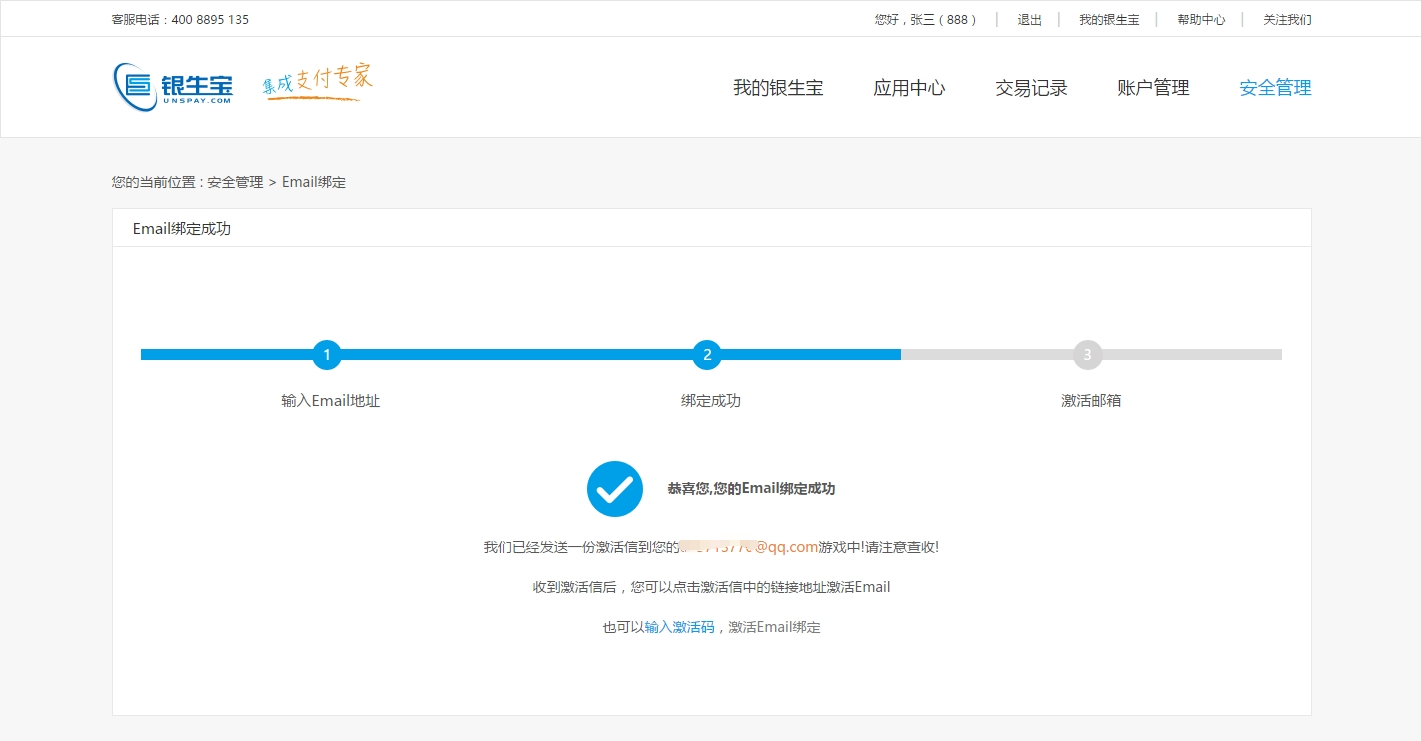 客服电话：400 8895 135
您好，张三（888） | 退出 | 我的银生宝 | 帮助中心 | 关注我们
银生宝
UNSPAY.COM
集成支付专家
我的银生宝 应用中心 交易记录 账户管理 安全管理
您的当前位置 : 安全管理 > Email绑定
Email绑定成功
1 2 3
输入Email地址 绑定成功 激活邮箱
恭喜您,您的Email绑定成功
我们已经发送一份激活信到您的@qq.com游戏中!请注意查收!
收到激活信后，您可以点击激活信中的链接地址激活Email
也可以输入激活码，激活Email绑定